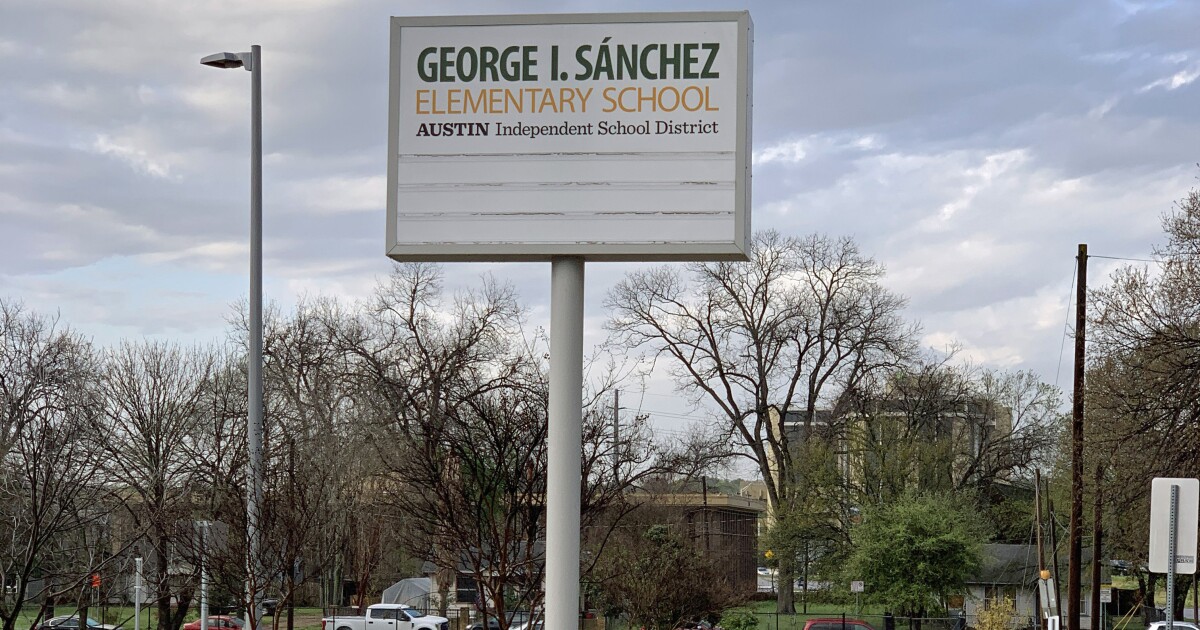 GEORGE I. SÁNCHEZ
ELEMENTARY SCHOOL
AUSTIN Independent School District